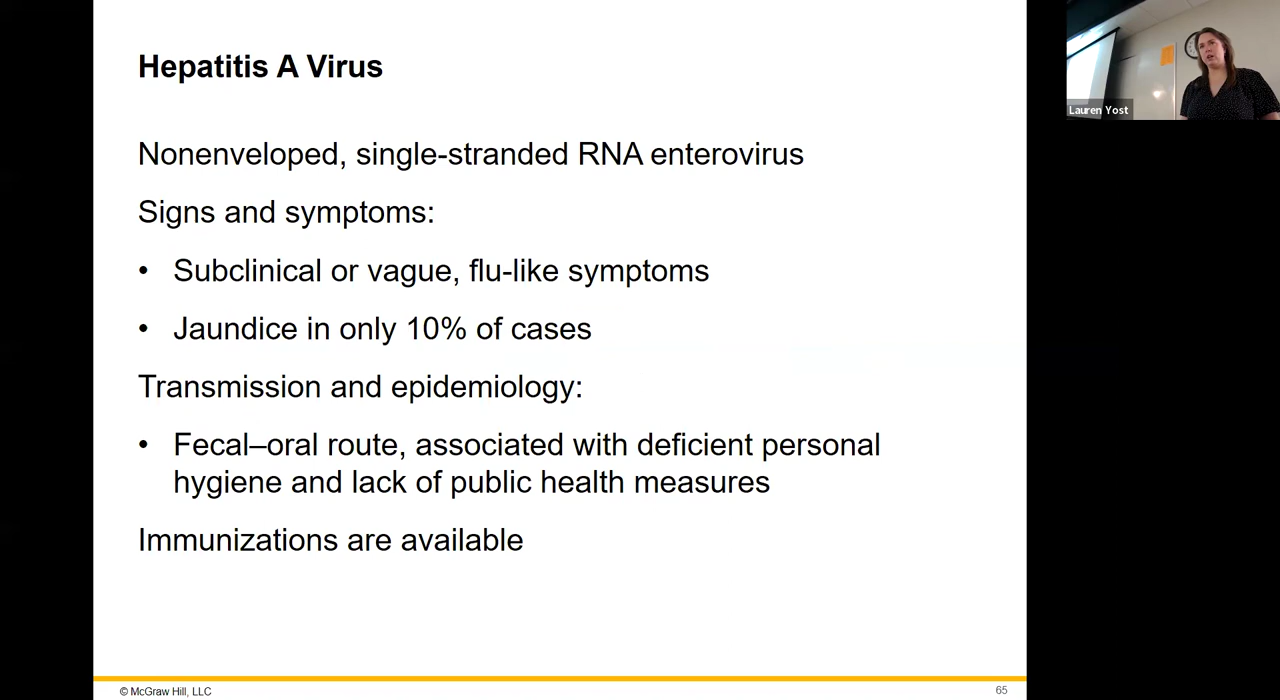 Hepatitis A Virus
Nonenveloped, single-stranded RNA enterovirus
Signs and symptoms:
• Subclinical or vague, flu-like symptoms
• Jaundice in only 10% of cases
Transmission and epidemiology:
• Fecal–oral route, associated with deficient personal
hygiene and lack of public health measures
Immunizations are available
© McGraw Hill, LLC
65
Lauren Yost